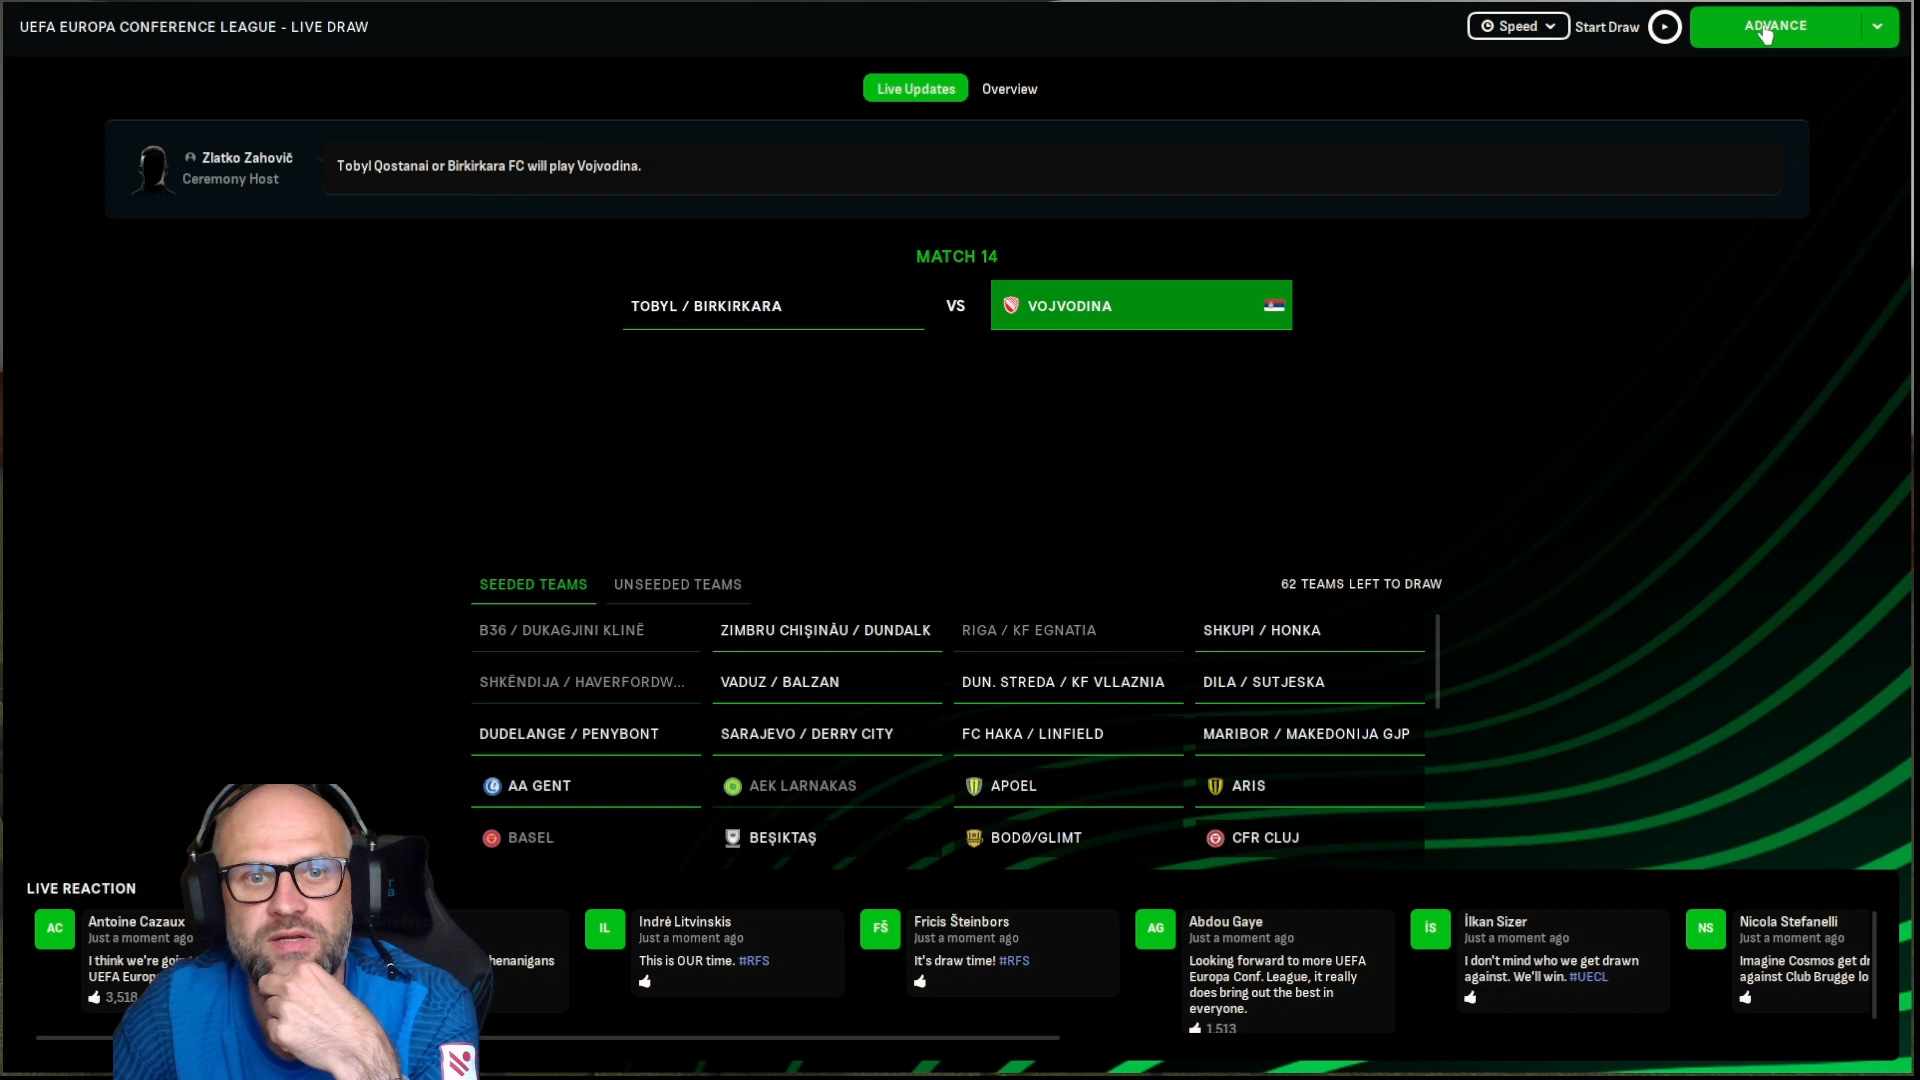 UEFA EUROPA CONFERENCE LEAGUE - LIVE DRAW
Speed
Start Draw
ADVANCE
Live Updates
Overview
Zlatko Zahovič
Ceremony Host
Tobyl Qostanai or Birkirkara FC will play Vojvodina.
MATCH 14
TOBYL / BIRKIRKARA
VS
VOJVODINA
SEEDED TEAMS
UNSEEDED TEAMS
62 TEAMS LEFT TO DRAW
B36 / DUKAGJINI KLINË
ZIMBRU CHIŞINĂU / DUNDALK
RIGA / KF EGNATIA
SHKUPI / HONKA
SHKËNDIJA / HAVERFORDW...
VADUZ / BALZAN
DUN. STREDA / KF VLLAZNIA
DILA / SUTJESKA
DUDELANGE / PENYBONT
SARAJEVO / DERRY CITY
FC HAKA / LINFIELD
MARIBOR / MAKEDONIJA GJP
AA GENT
AEK LARNAKAS
APOEL
ARIS
BASEL
BEŞIKTAŞ
BODØ/GLIMT
CFR CLUJ
LIVE REACTION
AC
Antoine Cazaux
Just a moment ago
I think we're
UEFA
3,518
henanigans
IL
Indrė Litvinskis
Just a moment ago
This is OUR time. #RFS
FŠ
Fricis Šteinbors
Just a moment ago
It's draw time! #RFS
AG
Abdou Gaye
Just a moment ago
Looking forward to more UEFA
Europa Conf. League, it really
does bring out the best in
everyone.
1,513
İS
İlkan Sizer
Just a moment ago
I don't mind who we get drawn
against. We'll win. #UECL
NS
Nicola Stefanelli
Just a moment ago
Imagine Cosmos get dr
against Club Brugge lo